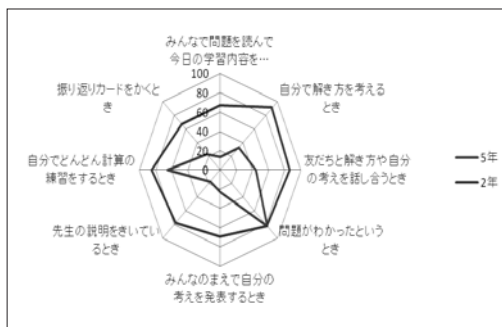 みんなで問題を読んで
今日の学習内容を…
100
80
60
40
20
0
自分で解き方を考える
とき
友だちと解き方や自分
の考えを話し合うとき
問題がわかったという
とき
みんなのまえで自分の
考えを発表するとき
先生の説明をきいてい
るとき
自分でどんどん計算の
練習をするとき
振り返りカードをかくと
き
5年
2年